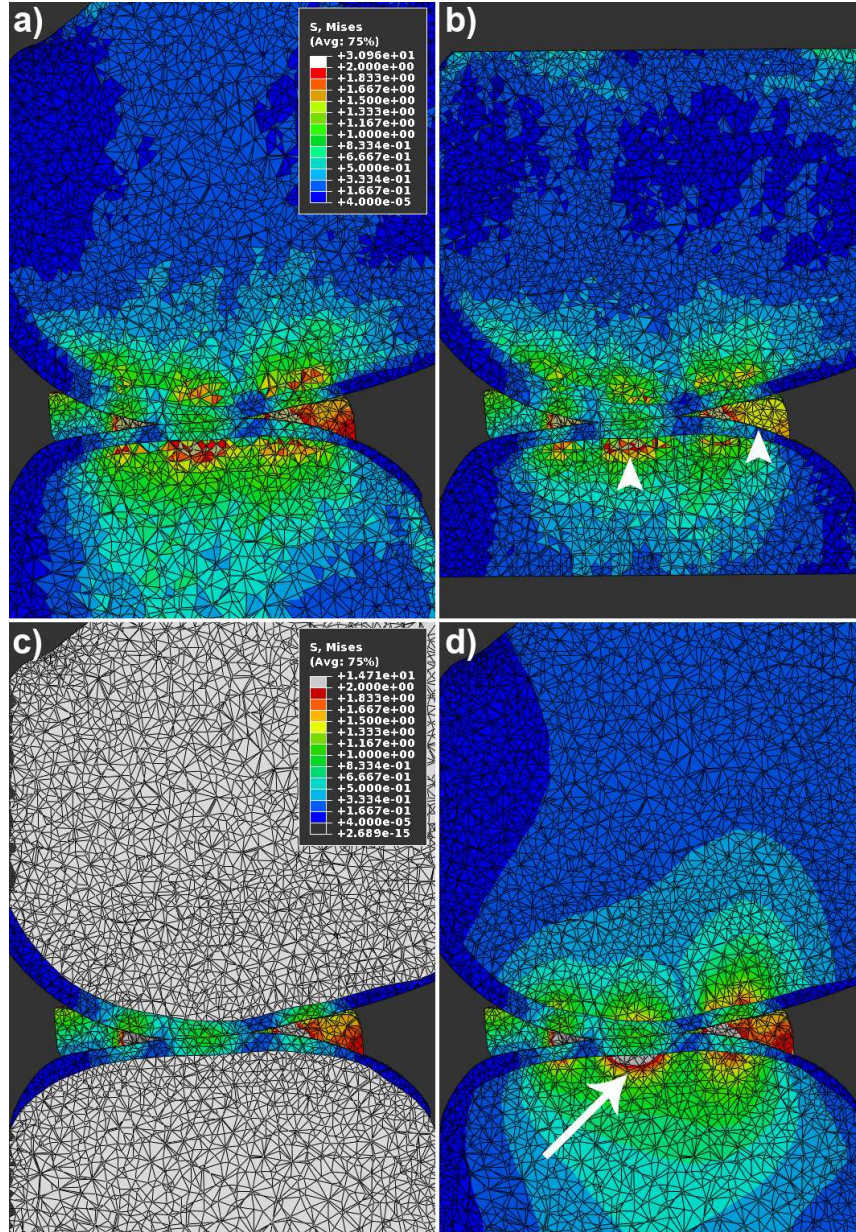 a)
S, Mises
(Avg: 75%)
+3.096e+01
+2.000e+00
+1.833e+00
+1.667e+00
+1.500e+00
+1.333e+00
+1.167e+00
+1.000e+00
+8.334e-01
+6.667e-01
+5.000e-01
+3.334e-01
+1.667e-01
+4.000e-05
b)
c)
S, Mises
(Avg: 75%)
+1.471e+01
+2.000e+00
+1.833e+00
+1.667e+00
+1.500e+00
+1.333e+00
+1.167e+00
+1.000e+00
+8.334e-01
+6.667e-01
+5.000e-01
+3.334e-01
+1.667e-01
+4.000e-05
+2.689e-15
d)